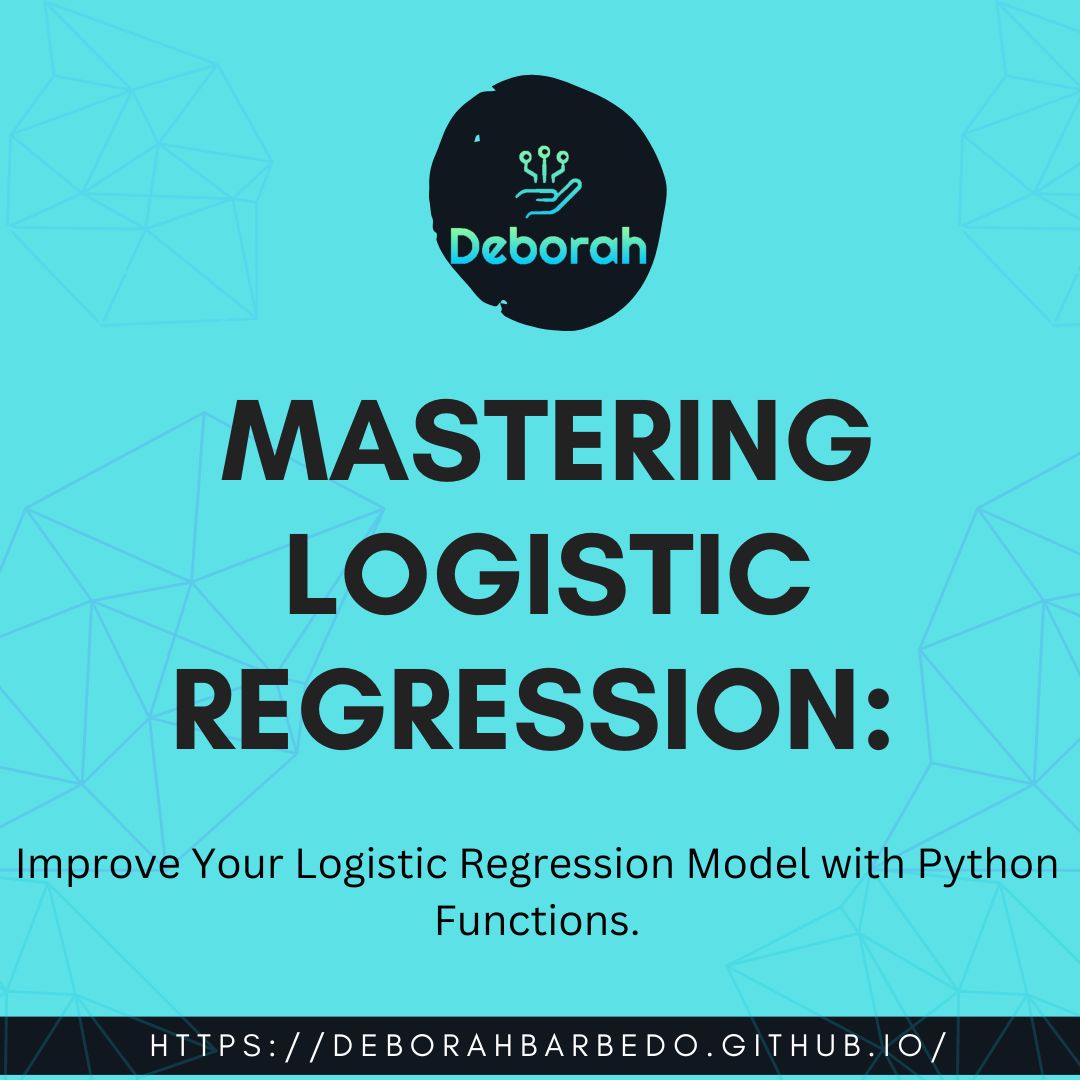 Deborah
MASTERING
LOGISTIC
REGRESSION:
Improve Your Logistic Regression Model with Python
Functions.
HTTPS://DEBORAHBARBEDO.GITHUB.IO/